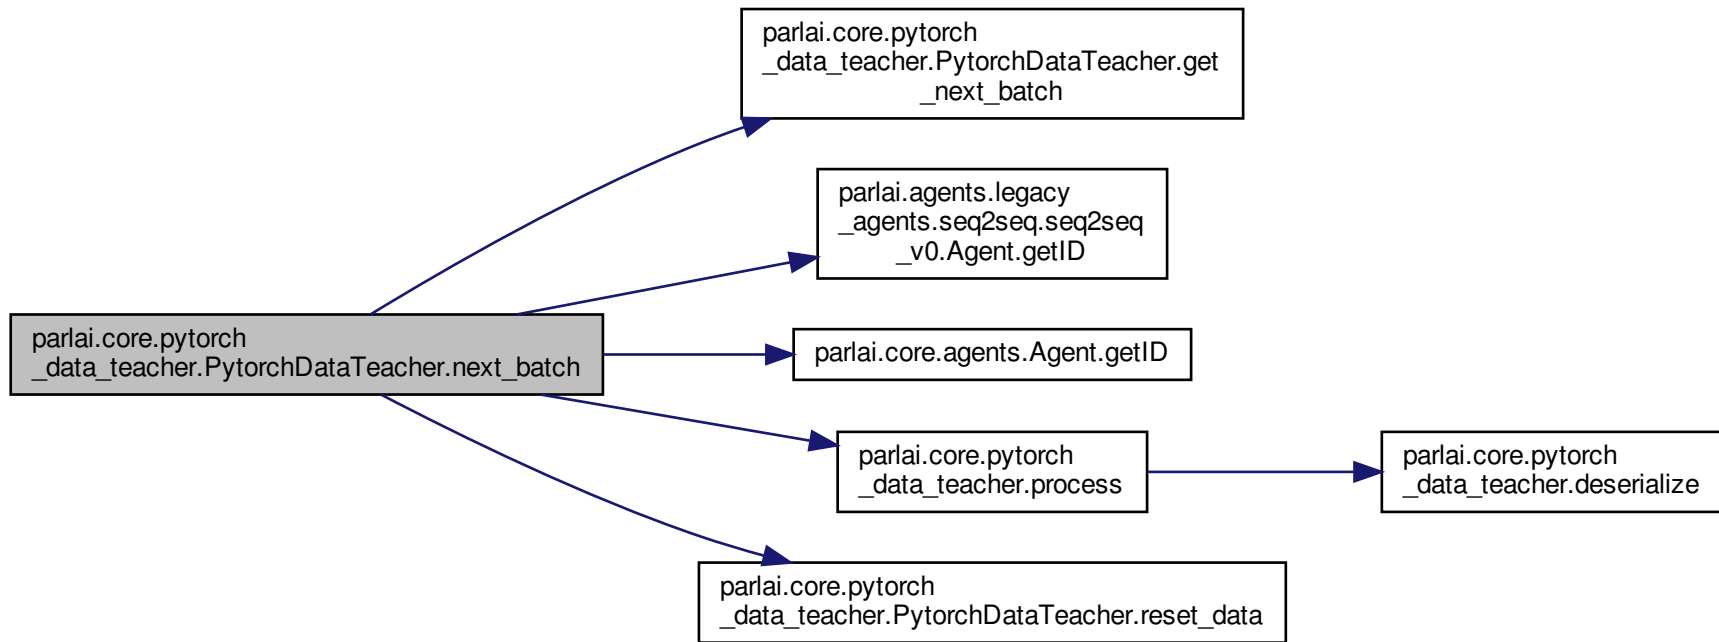 parlai.core.pytorch
_data_teacher.PytorchDataTeacher.get
_next_batch
parlai.agents.legacy
_agents.seq2seq.seq2seq
_v0.Agent.getID
parlai.core.pytorch
_data_teacher.PytorchDataTeacher.next_batch
parlai.core.agents.Agent.getID
parlai.core.pytorch
_data_teacher.process
parlai.core.pytorch
_data_teacher.deserialize
parlai.core.pytorch
_data_teacher.PytorchDataTeacher.reset_data